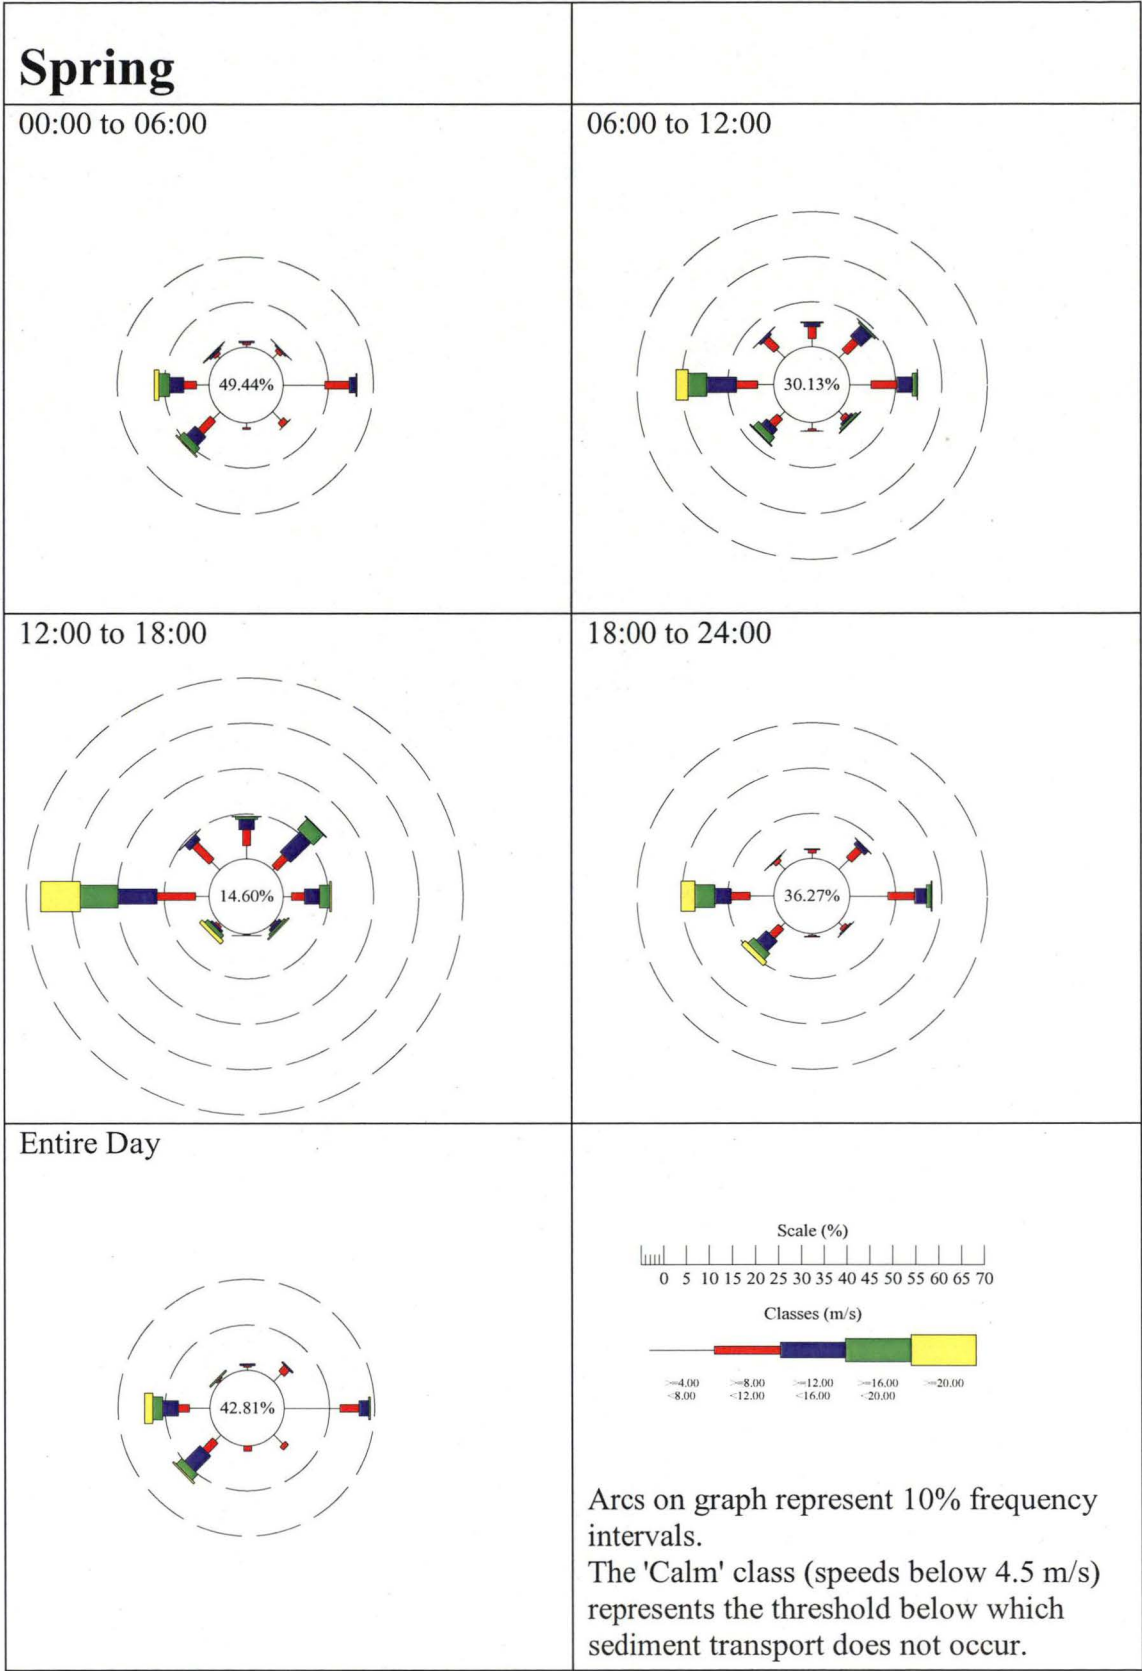 Spring
00:00 to 06:00
06:00 to 12:00
49.44%
30.13%
12:00 to 18:00
18:00 to 24:00
14.60%
36.27%
Entire Day
42.81%
Scale (%)
0 5 10 15 20 25 30 35 40 45 50 55 60 65 70
Classes (m/s)
>=4.00 >=8.00 >=12.00 >=16.00 >=20.00
<8.00 <12.00 <16.00 <20.00
Arcs on graph represent 10% frequency
intervals.
The 'Calm' class (speeds below 4.5 m/s)
represents the threshold below which
sediment transport does not occur.